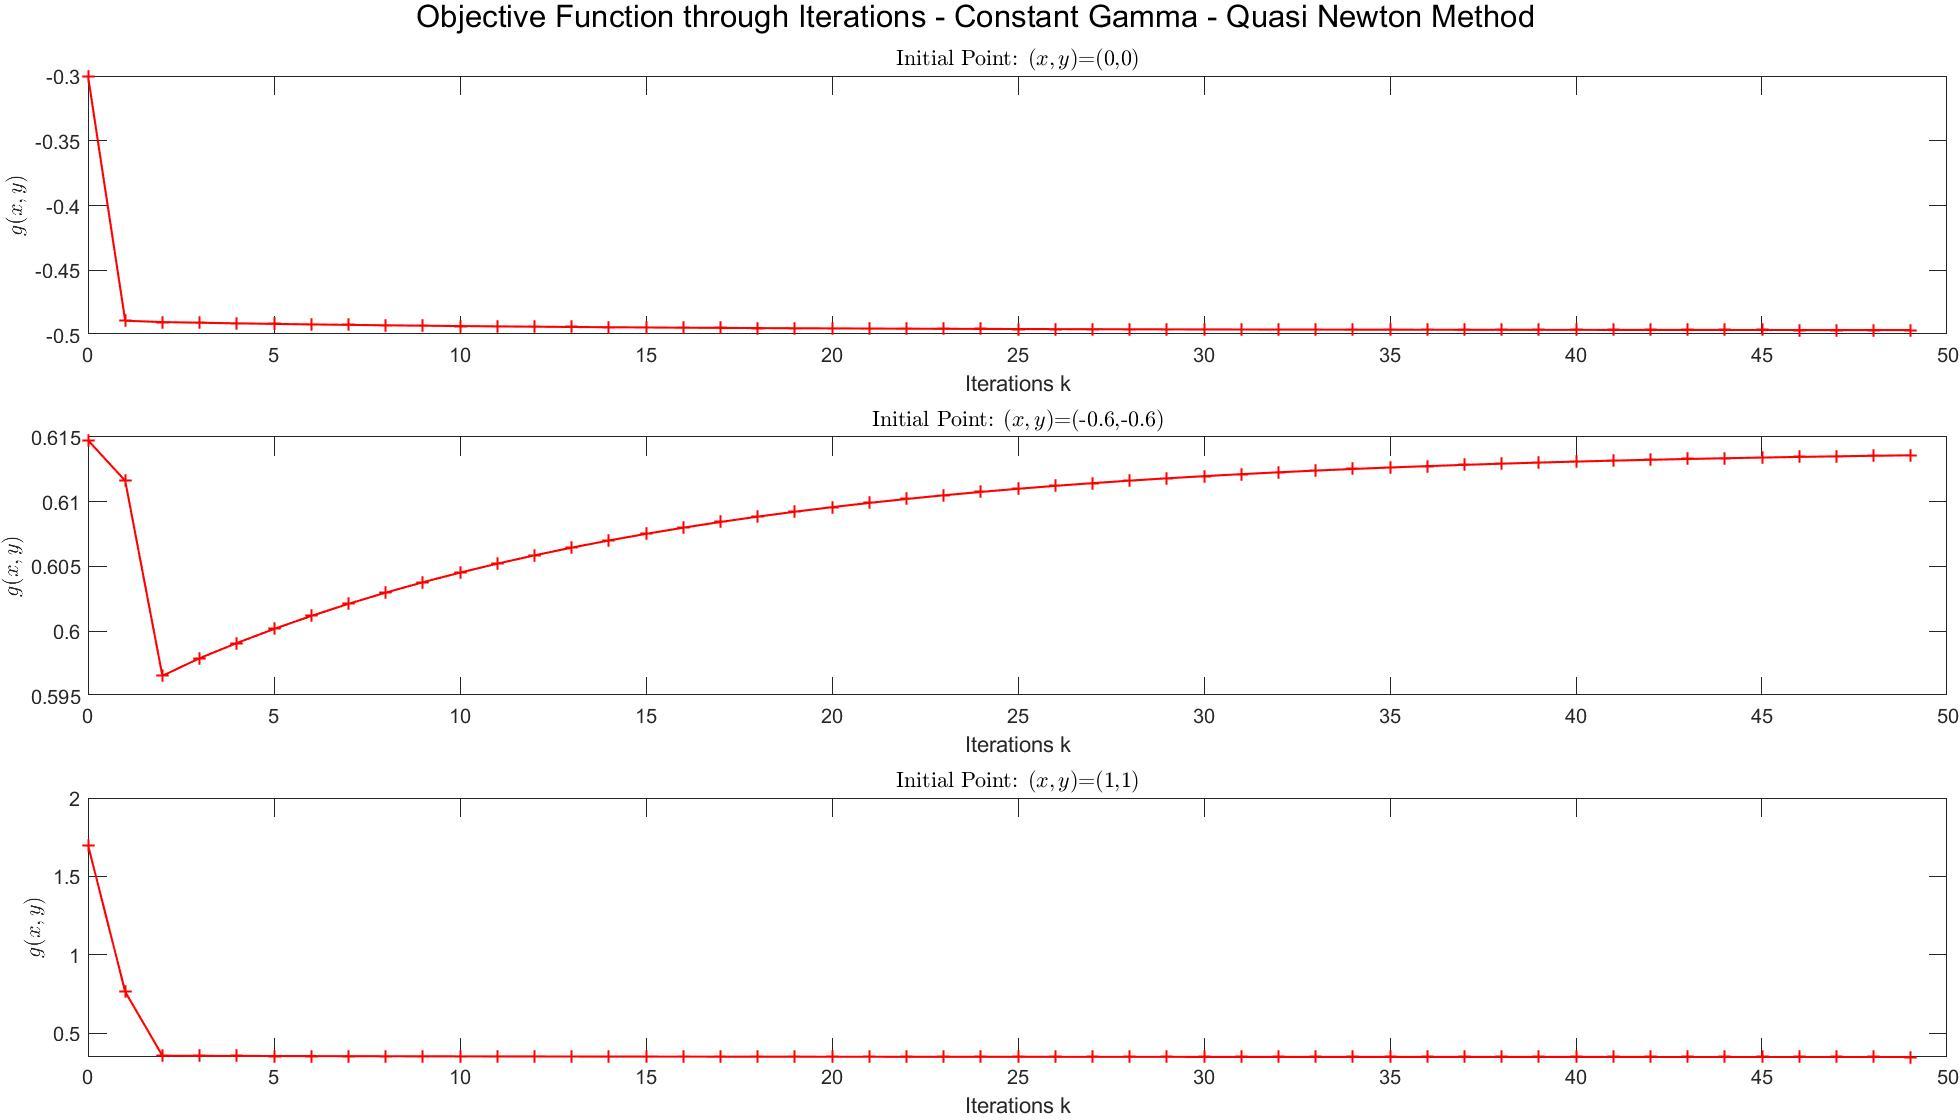 Objective Function through Iterations - Constant Gamma - Quasi Newton Method
Initial Point: (x, y)=(0,0)
-0.3
-0.35
-0.4
-0.45
-0.5
g(x, y)
0 5 10 15 20 25 30 35 40 45 50
Iterations k
Initial Point: (x, y)=(-0.6,-0.6)
0.615
0.61
0.605
0.6
0.595
g(x, y)
0 5 10 15 20 25 30 35 40 45 50
Iterations k
Initial Point: (x, y)=(1,1)
2
1.5
1
0.5
g(x, y)
0 5 10 15 20 25 30 35 40 45 50
Iterations k